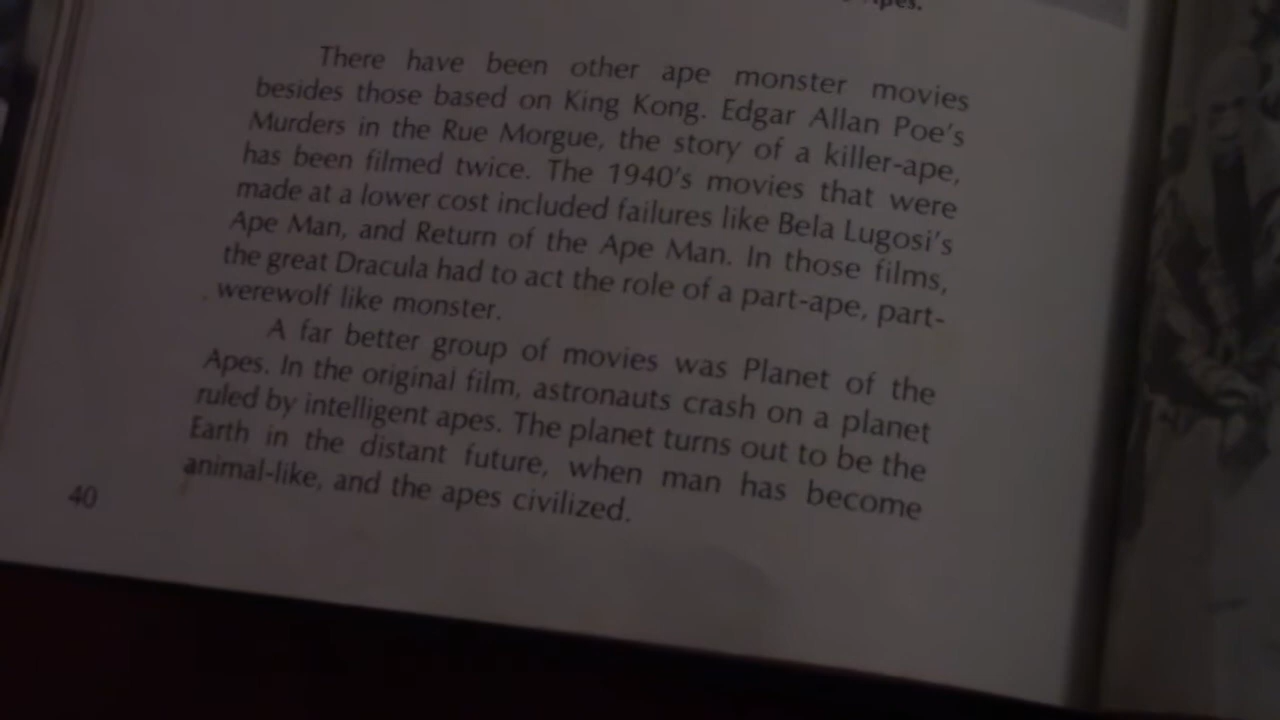 Apes.
There have been other ape monster movies
besides those based on King Kong. Edgar Allan Poe's
Murders in the Rue Morgue, the story of a killer-ape,
has been filmed twice. The 1940's movies that were
made at a lower cost included failures like Bela Lugosi's
Ape Man, and Return of the Ape Man. In those films,
the great Dracula had to act the role of a part-ape, part-
werewolf like monster.
A far better group of movies was Planet of the
Apes. In the original film, astronauts crash on a planet
ruled by intelligent apes. The planet turns out to be the
Earth in the distant future, when man has become
animal-like, and the apes civilized.
40